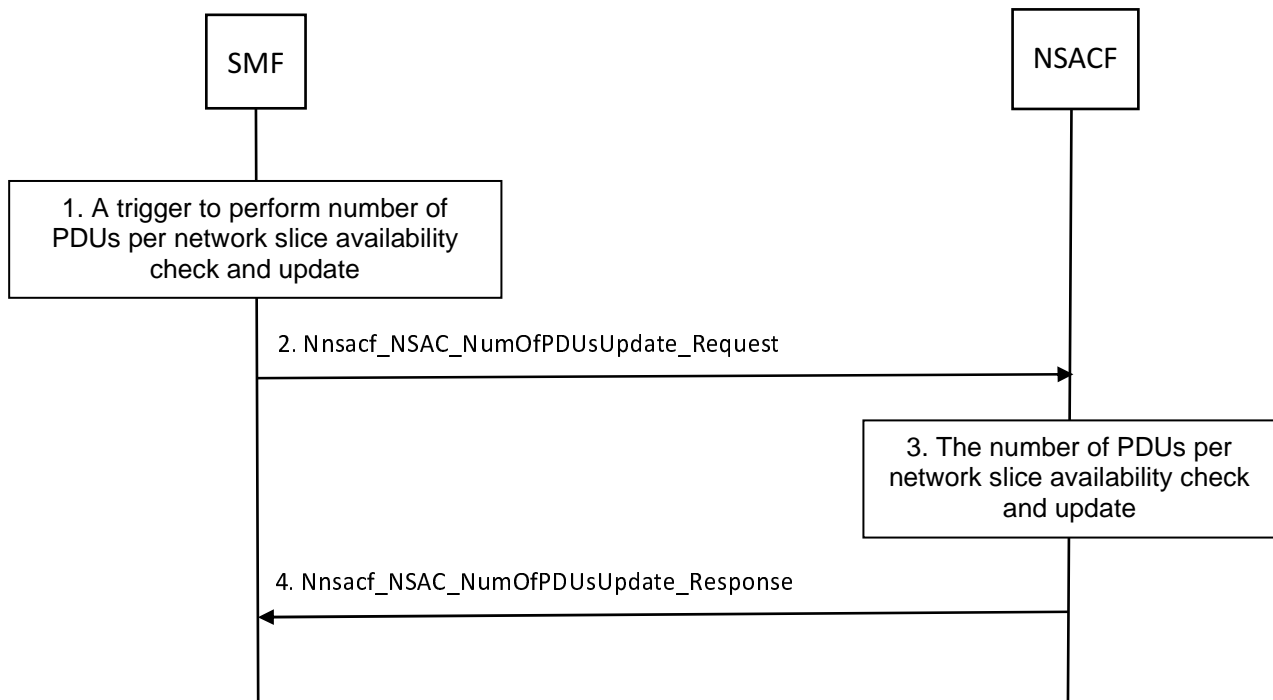 SMF
NSACF
1. A trigger to perform number of
PDUs per network slice availability
check and update
2. Nnsacf_NSAC_NumOfPDUsUpdate_Request
3. The number of PDUs per
network slice availability check
and update
4. Nnsacf_NSAC_NumOfPDUsUpdate_Response